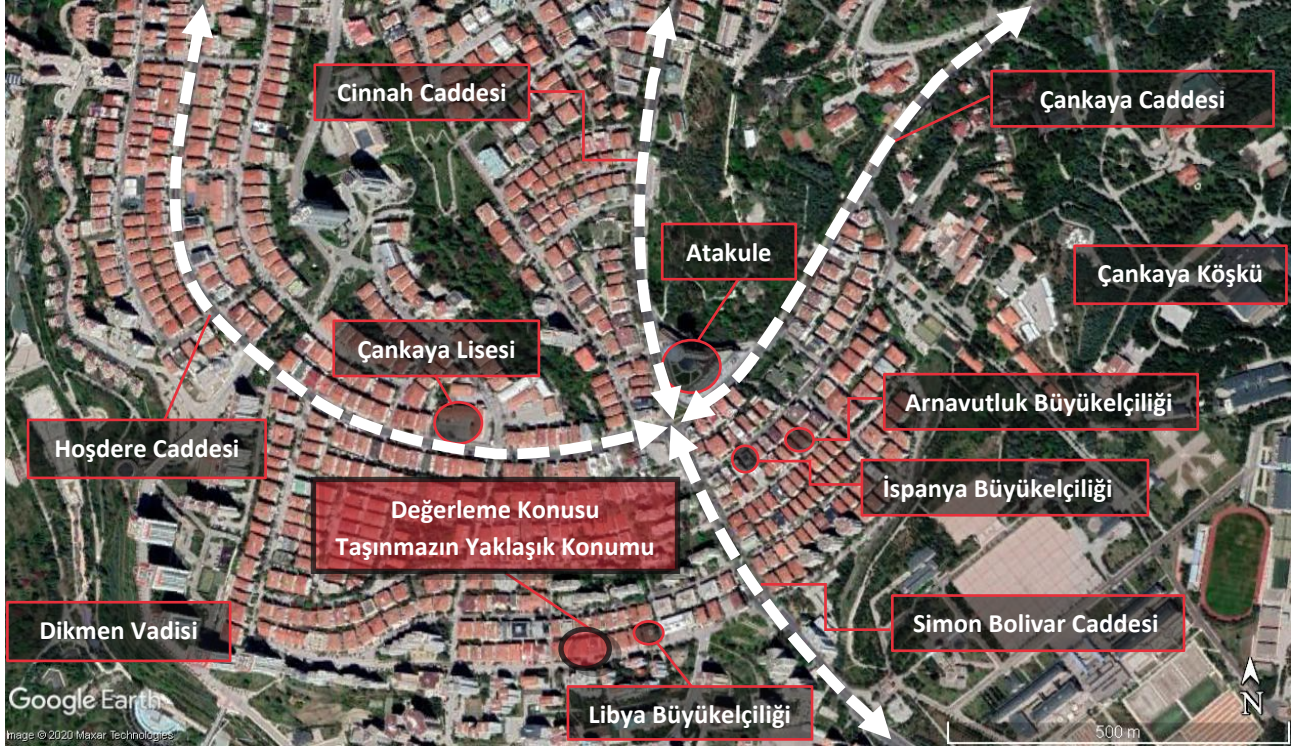 Cinnah Caddesi
Çankaya Caddesi
Atakule
Çankaya Köşkü
Çankaya Lisesi
Arnavutluk Büyükelçiliği
Hoşdere Caddesi
İspanya Büyükelçiliği
Değerleme Konusu
Taşınmazın Yaklaşık Konumu
Dikmen Vadisi
Simon Bolivar Caddesi
Libya Büyükelçiliği
Google Earth
Image © 2020 Maxar Technologies
N
500 m